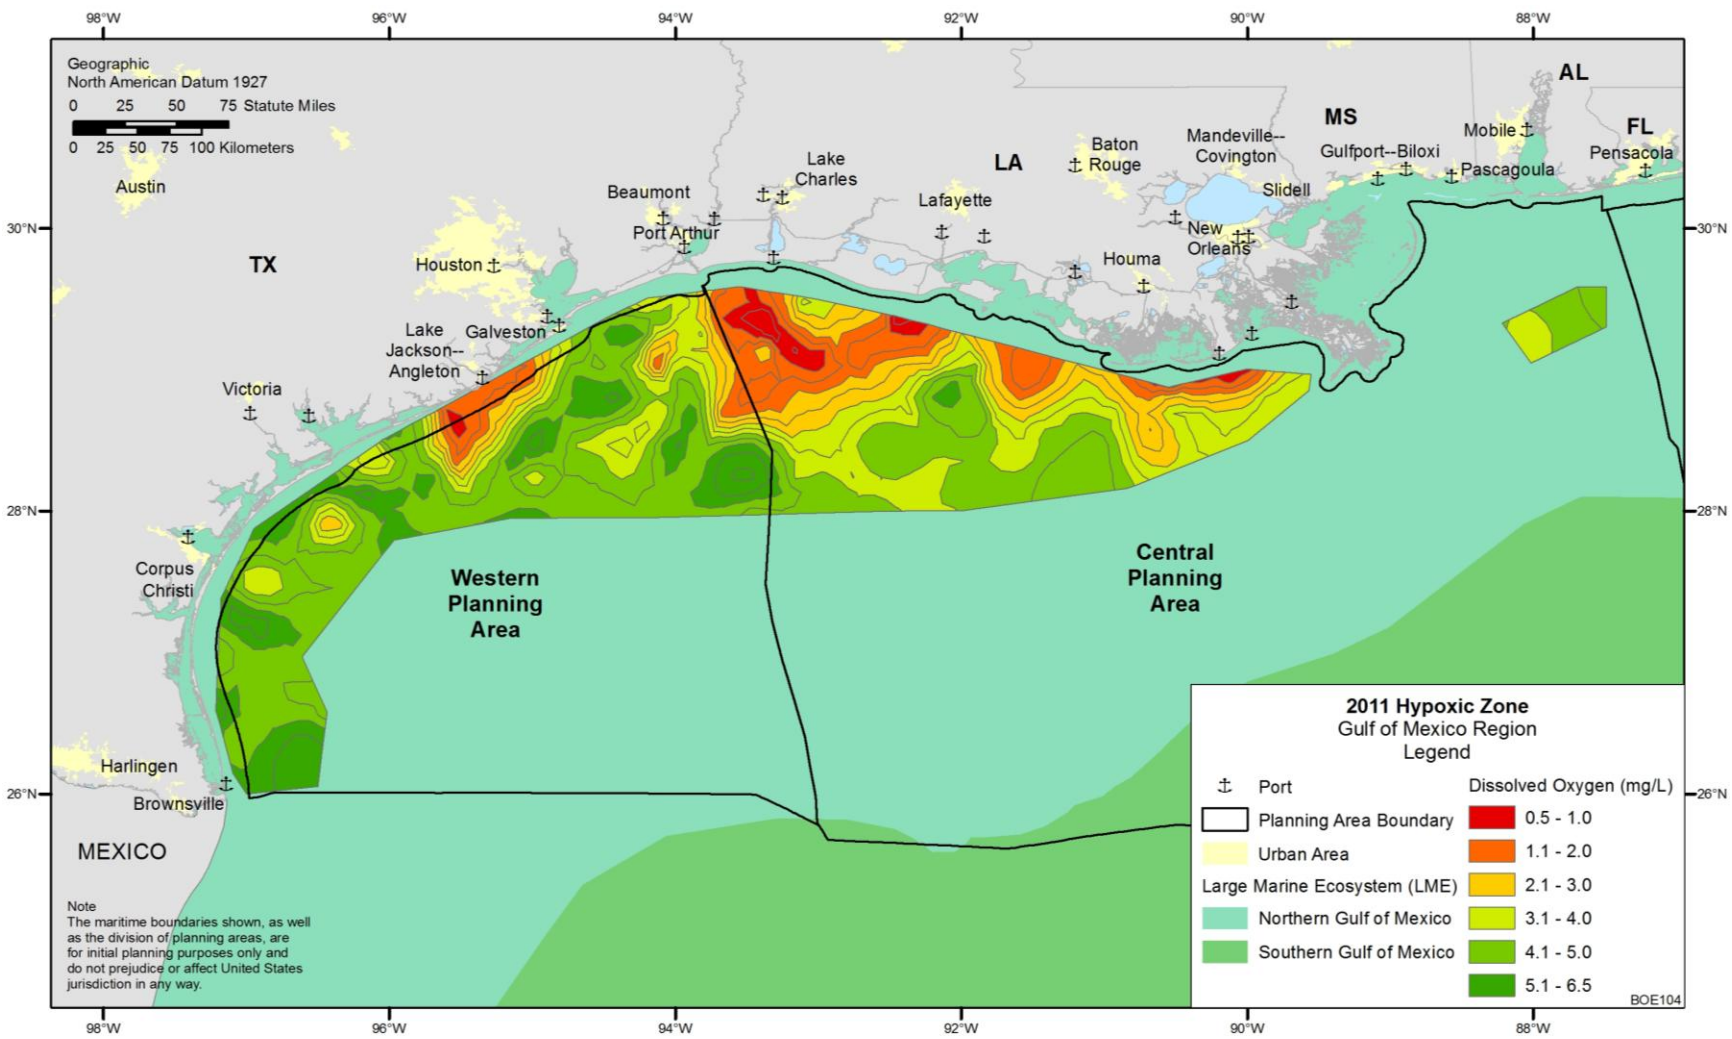 98°W
96°W
94°W
92°W
90°W
88°W
Geographic
North American Datum 1927
0 25 50 75 Statute Miles
0 25 50 75 100 Kilometers
AL
MS
FL
Mobile
Pensacola
Gulfport--Biloxi
Pascagoula
Mandeville--
Covington
Slidell
Baton
Rouge
LA
Lake
Charles
Beaumont
Lafayette
Austin
30°N
30°N
Port Arthur
New
Orleans
Houma
TX
Houston
Galveston
Lake
Jackson--
Angleton
Victoria
28°N
28°N
Corpus
Christi
Western
Planning
Area
Central
Planning
Area
Harlingen
Brownsville
26°N
26°N
MEXICO
Note
The maritime boundaries shown, as well
as the division of planning areas, are
for initial planning purposes only and
do not prejudice or affect United States
jurisdiction in any way.
2011 Hypoxic Zone
Gulf of Mexico Region
Legend
Port
Planning Area Boundary
Urban Area
Large Marine Ecosystem (LME)
Northern Gulf of Mexico
Southern Gulf of Mexico
Dissolved Oxygen (mg/L)
0.5 - 1.0
1.1 - 2.0
2.1 - 3.0
3.1 - 4.0
4.1 - 5.0
5.1 - 6.5
BOE104
98°W
96°W
94°W
92°W
90°W
88°W